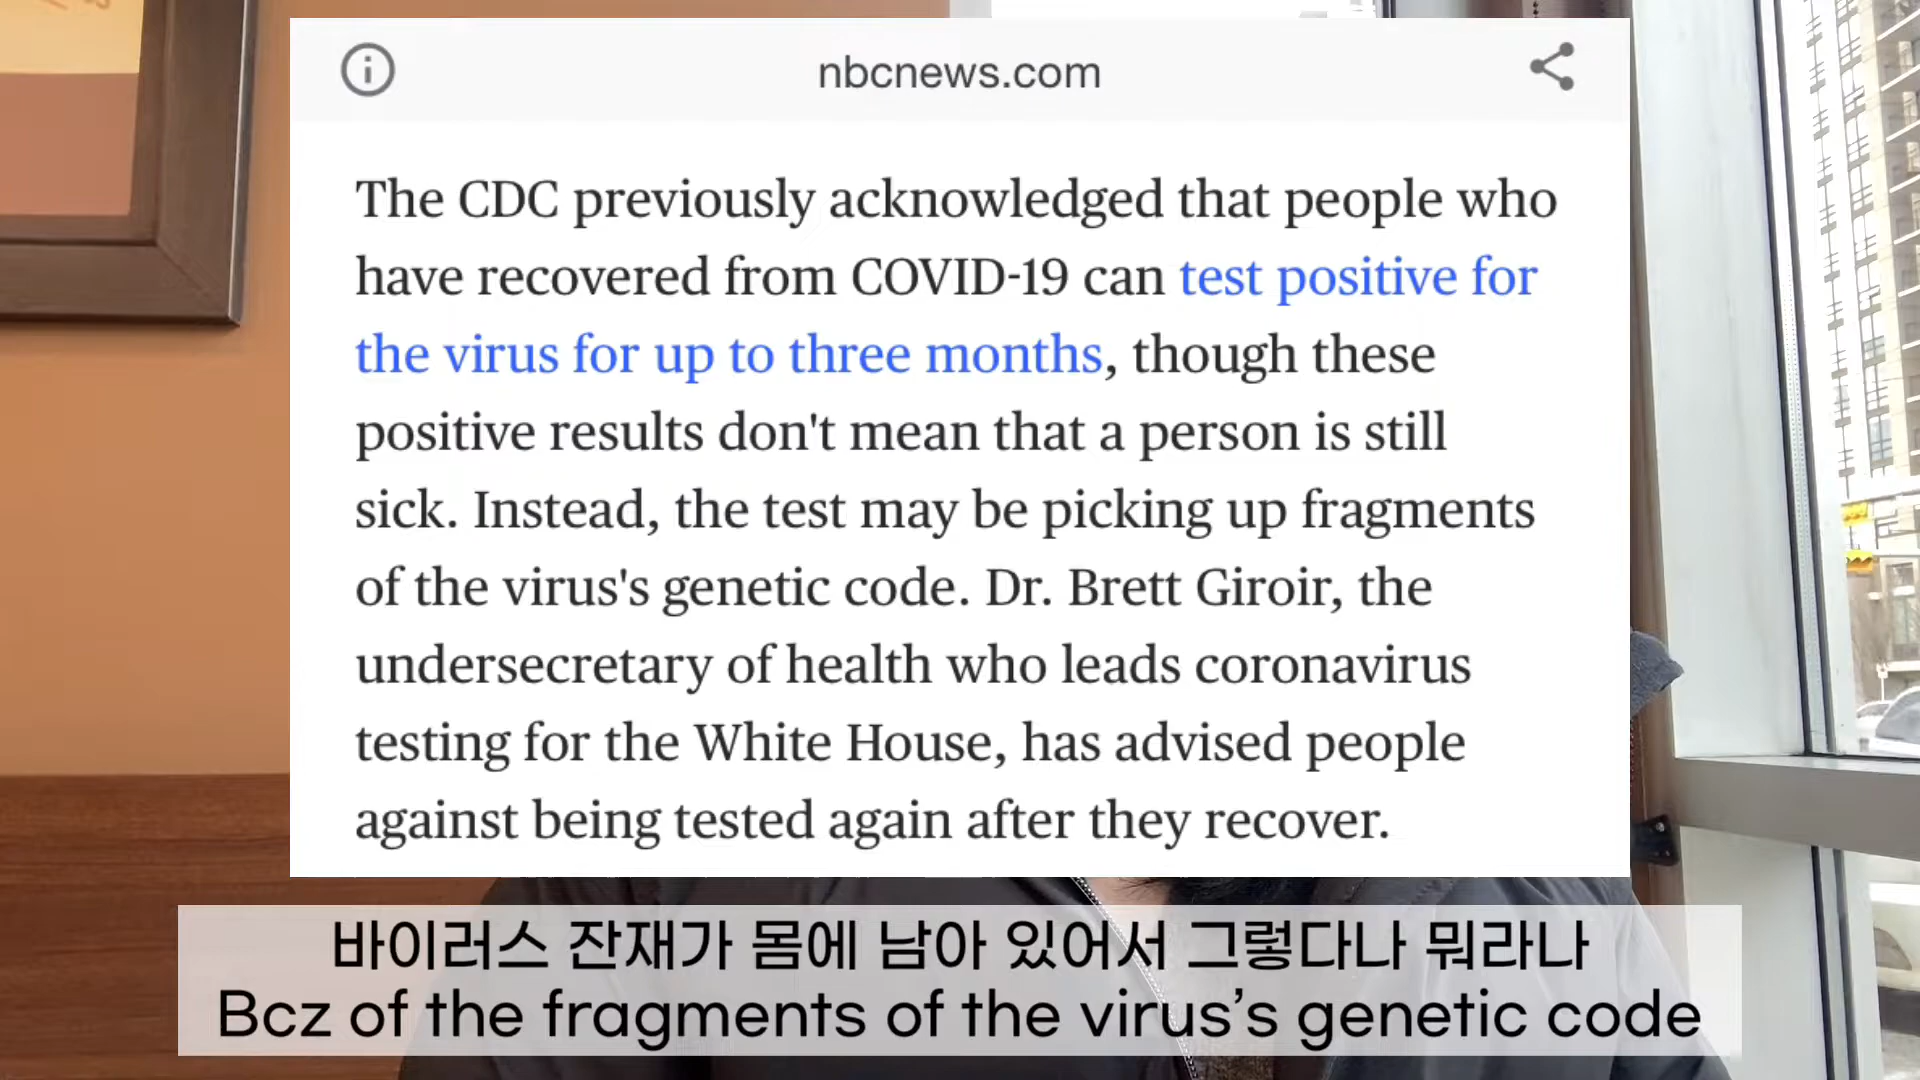 nbcnews.com
The CDC previously acknowledged that people who
have recovered from COVID-19 can test positive for
the virus for up to three months, though these
positive results don't mean that a person is still
sick. Instead, the test may be picking up fragments
of the virus's genetic code. Dr. Brett Giroir, the
undersecretary of health who leads coronavirus
testing for the White House, has advised people
against being tested again after they recover.
바이러스 잔재가 몸에 남아 있어서 그렇다나 뭐라나
Bcz of the fragments of the virus’s genetic code